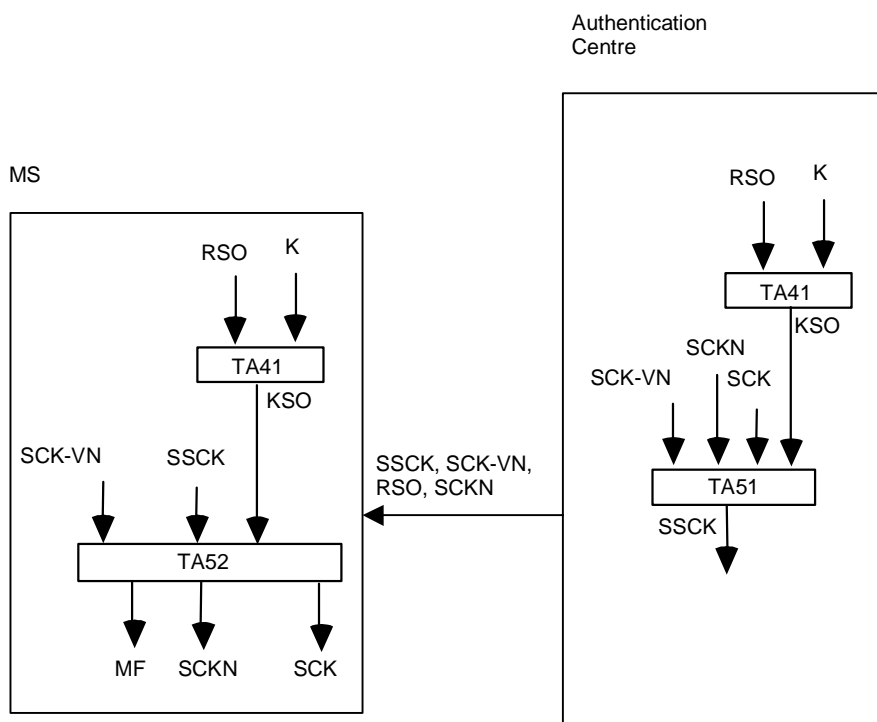 Authentication
Centre
MS
RSO
K
TA41
KSO
SCK-VN
SSCK
TA52
MF
SCKN
SCK
SSCK, SCK-VN,
RSO, SCKN
RSO
K
TA41
KSO
SCKN
SCK-VN
SCK
TA51
SSCK